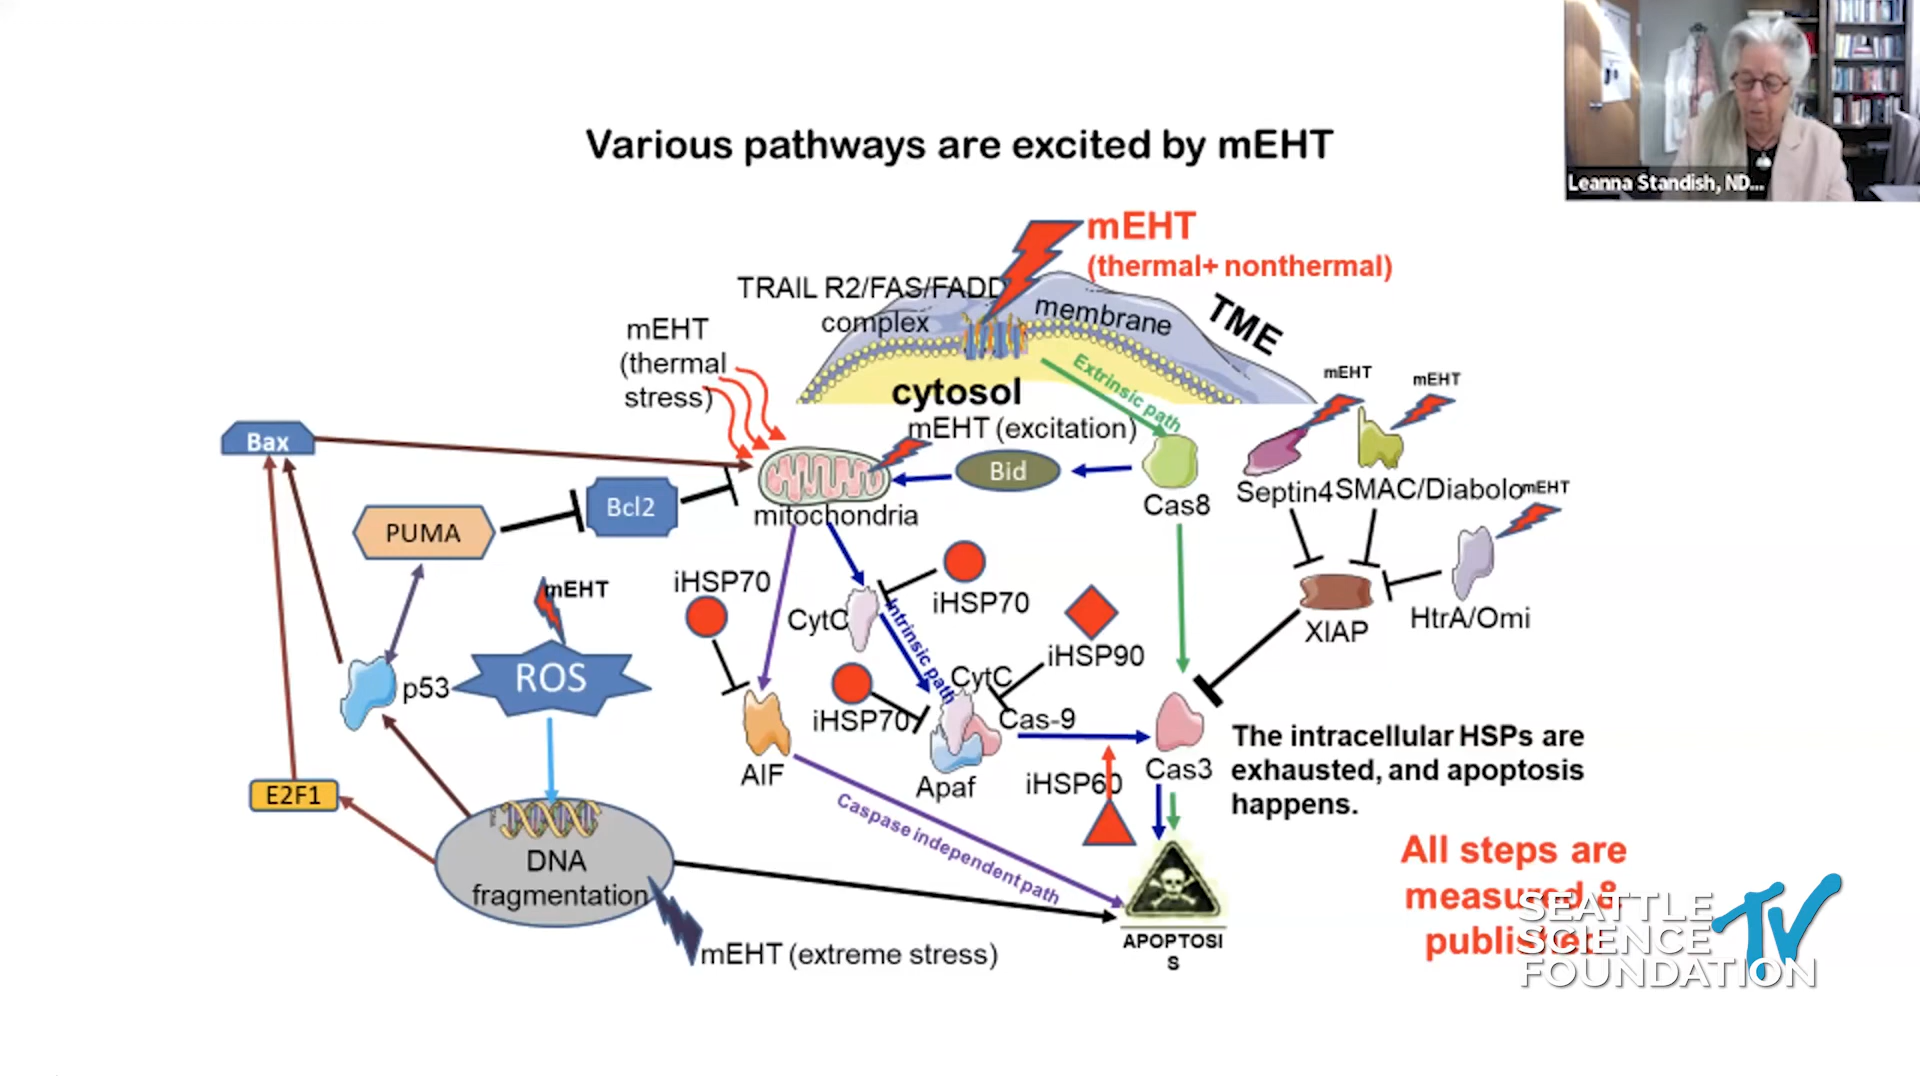 Leanna Standish, ND...
Various pathways are excited by mEHT
mEHT
(thermal+ nonthermal)
TRAIL R2/FAS/FADD
complex
membrane
TME
mEHT
(thermal
stress)
cytosol
Extrinsic path
mEHT
mEHT
mEHT (excitation)
Bax
Bid
Bcl2
mitochondria
Cas8
Septin4
SMAC/Diabolo
mEHT
PUMA
mEHT
iHSP70
CytC
Intrinsic path
iHSP70
iHSP90
XIAP
HtrA/Omi
p53
ROS
iHSP70
CytC
Cas-9
AIF
Apaf
iHSP60
Cas3
The intracellular HSPs are
exhausted, and apoptosis
happens.
E2F1
DNA
fragmentation
Caspase independent path
mEHT (extreme stress)
APOPTOSI
S
All steps are
measured &
published
SEATTLE
SCIENCE
FOUNDATION
TV